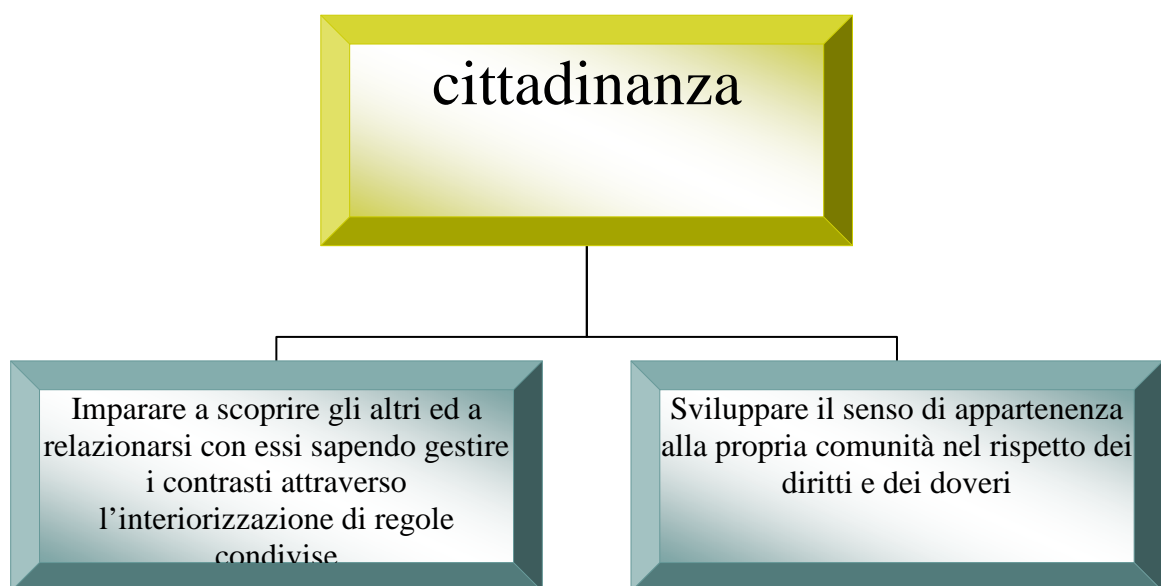 cittadinanza
Imparare a scoprire gli altri ed a
relazionarsi con essi sapendo gestire
i contrasti attraverso
l’interiorizzazione di regole
condivise
Sviluppare il senso di appartenenza
alla propria comunità nel rispetto dei
diritti e dei doveri